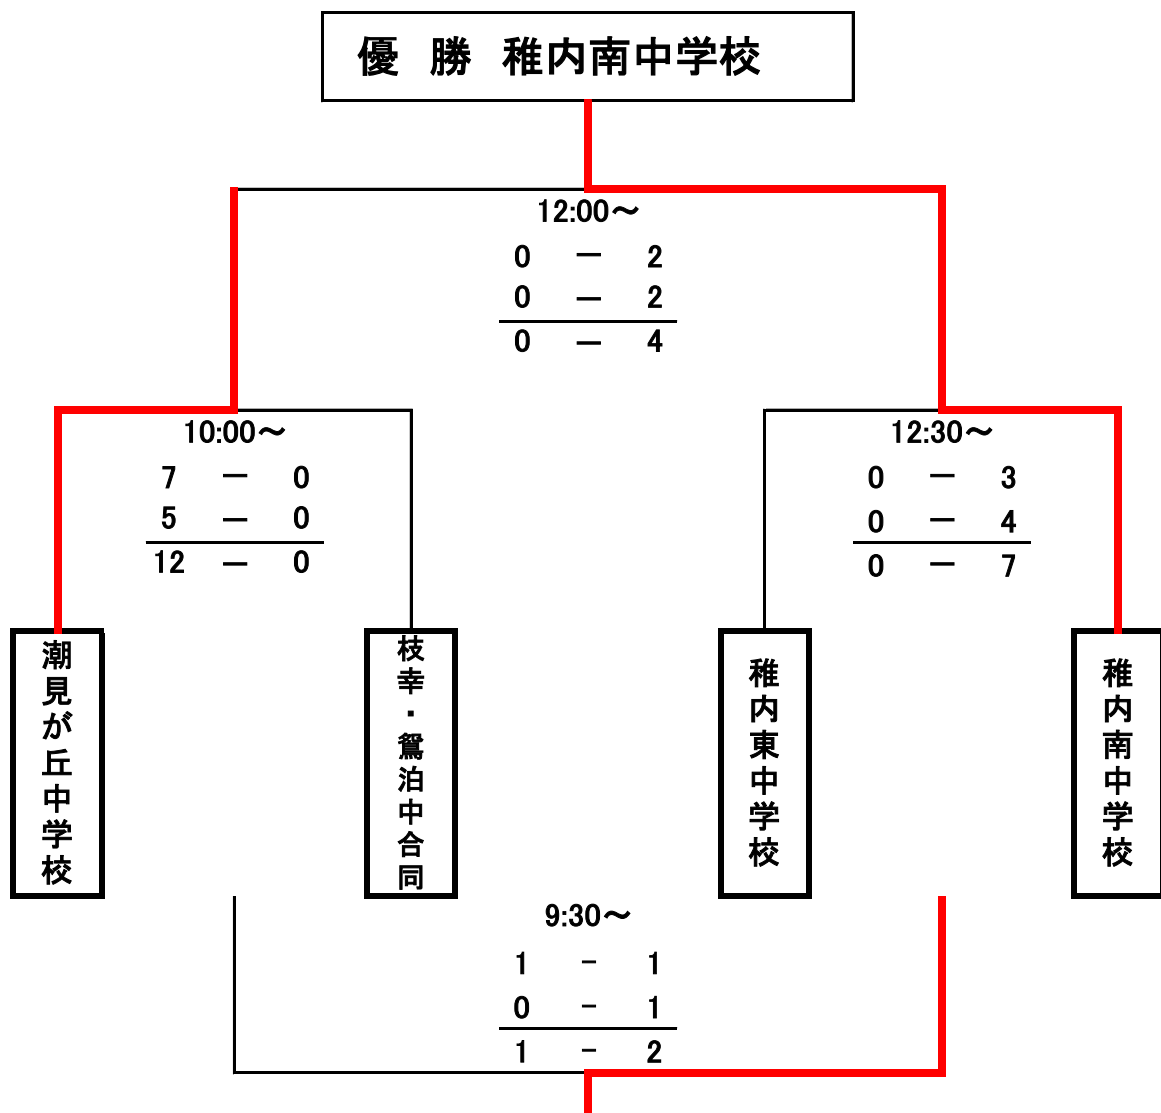 優 勝 稚内南中学校
12:00～
0 － 2
0 － 2
0 － 4
10:00～
7 － 0
5 － 0
12 － 0
12:30～
0 － 3
0 － 4
0 － 7
潮見が丘中学校
枝幸・鴛泊中合同
稚内東中学校
稚内南中学校
9:30～
1 - 1
0 - 1
1 - 2